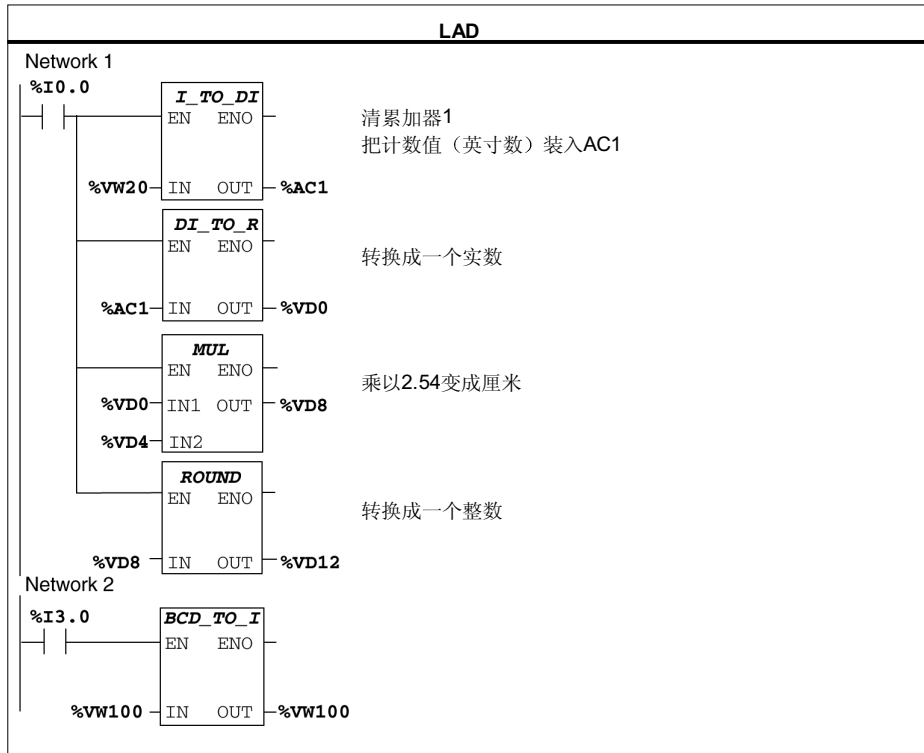 LAD
Network 1
%I0.0
I_TO_DI
EN ENO
清累加器1
把计数值（英寸数）装入AC1
%VW20 IN OUT %AC1
DI_TO_R
EN ENO
转换成一个实数
%AC1 IN OUT %VD0
MUL
EN ENO
乘以2.54变成厘米
%VD0 IN1 OUT %VD8
%VD4 IN2
ROUND
EN ENO
转换成一个整数
%VD8 IN OUT %VD12
Network 2
%I3.0
BCD_TO_I
EN ENO
%VW100 IN OUT %VW100